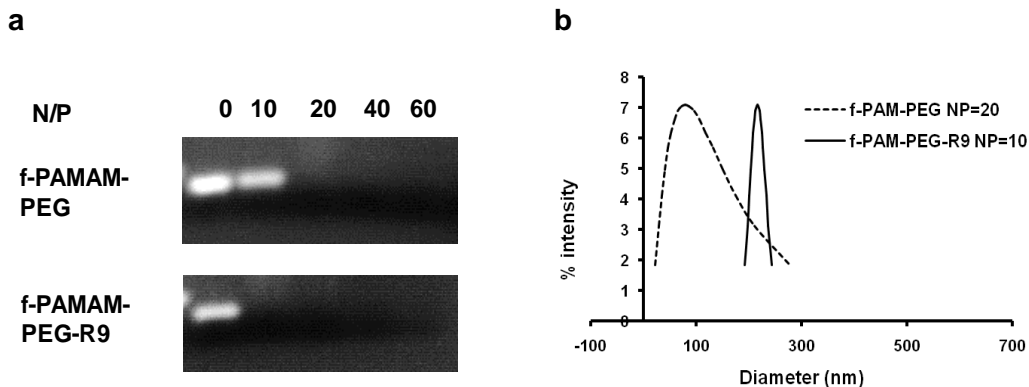 a
N/P 0 10 20 40 60
f-PAMAM-
PEG
f-PAMAM-
PEG-R9
b
% intensity
8
7
6
5
4
3
2
1
0
f-PAM-PEG NP=20
f-PAM-PEG-R9 NP=10
-100 100 300 500 700
Diameter (nm)